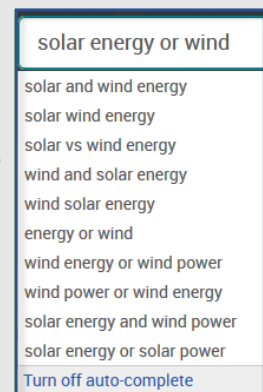 solar energy or wind
solar and wind energy
solar wind energy
solar vs wind energy
wind and solar energy
wind solar energy
energy or wind
wind energy or wind power
wind power or wind energy
solar energy and wind power
solar energy or solar power
Turn off auto-complete